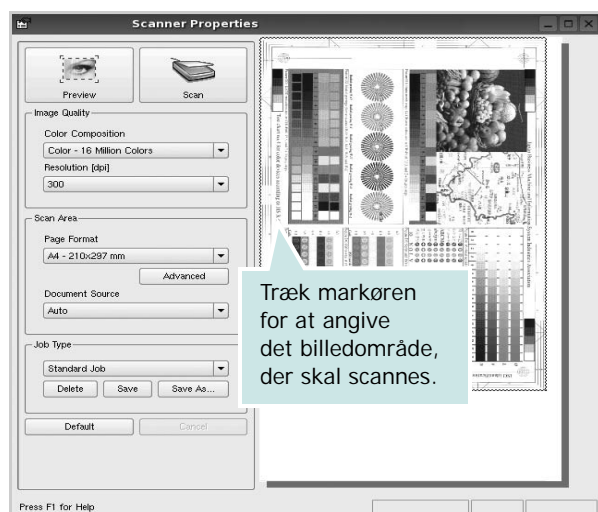 Scanner Properties
Preview
Scan
Image Quality
Color Composition
Color - 16 Million Colors
Resolution [dpi]
300
Scan Area
Page Format
A4 - 210x297 mm
Advanced
Document Source
Auto
Job Type
Standard Job
Delete
Save
Save As...
Default
Cancel
Press F1 for Help
Træk markøren
for at angive
det billedområde,
der skal scannes.